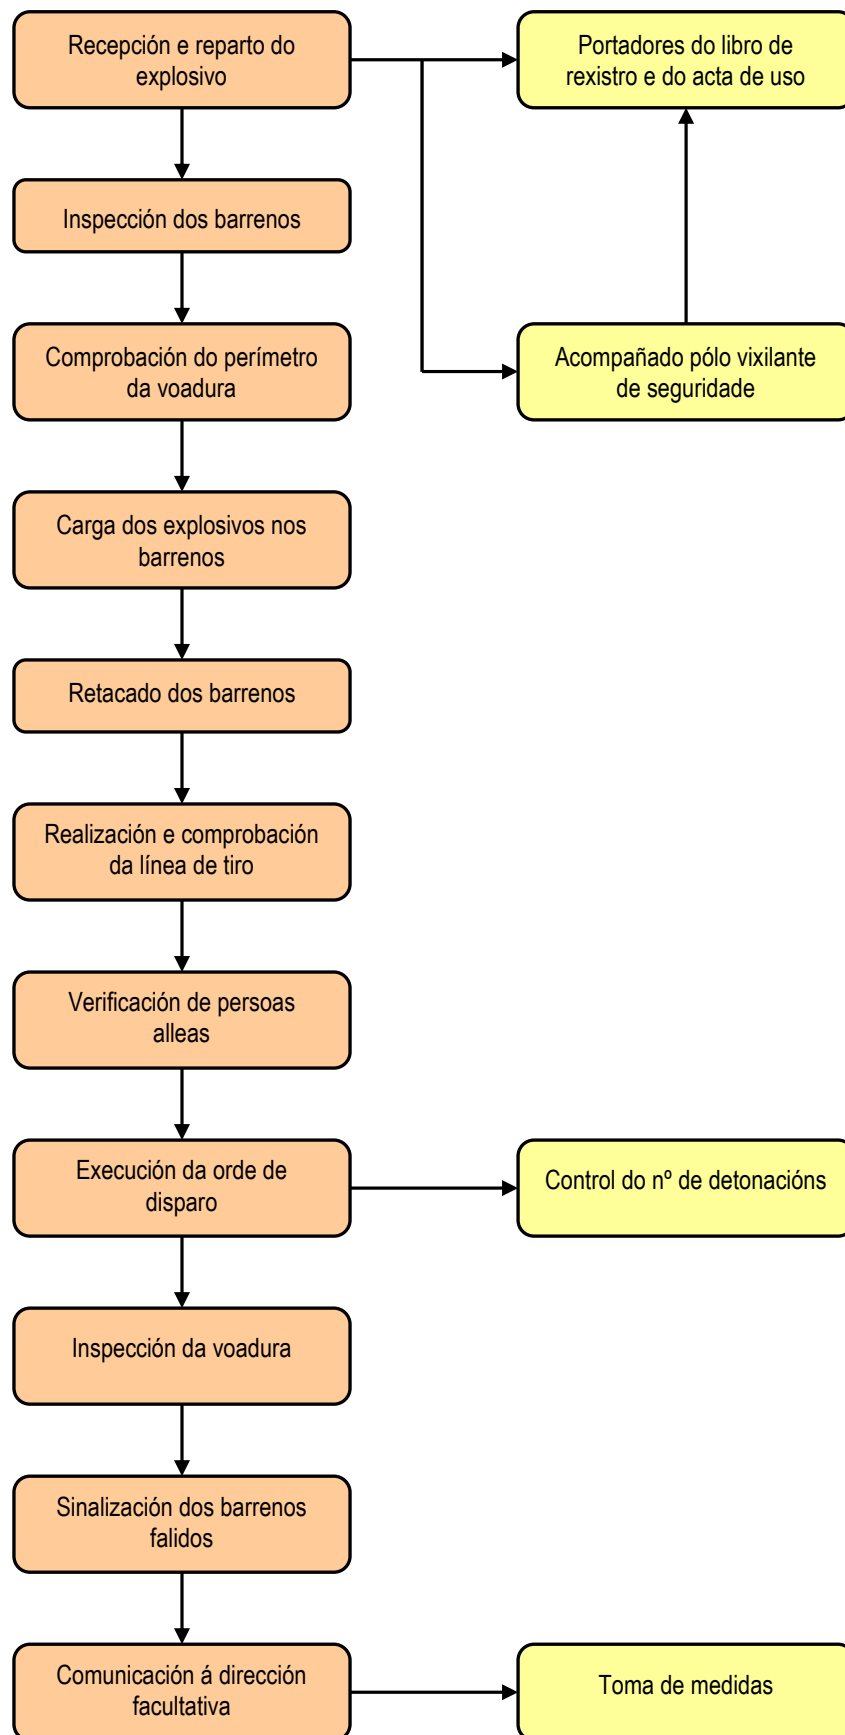 Recepción e reparto do
explosivo
Portadores do libro de
rexistro e do acta de uso
Inspección dos barrenos
Comprobación do perímetro
da voadura
Acompañado pólo vixilante
de seguridade
Carga dos explosivos nos
barrenos
Retacado dos barrenos
Realización e comprobación
da línea de tiro
Verificación de persoas
alleas
Execución da orde de
disparo
Control do nº de detonacións
Inspección da voadura
Sinalización dos barrenos
falidos
Comunicación á dirección
facultativa
Toma de medidas